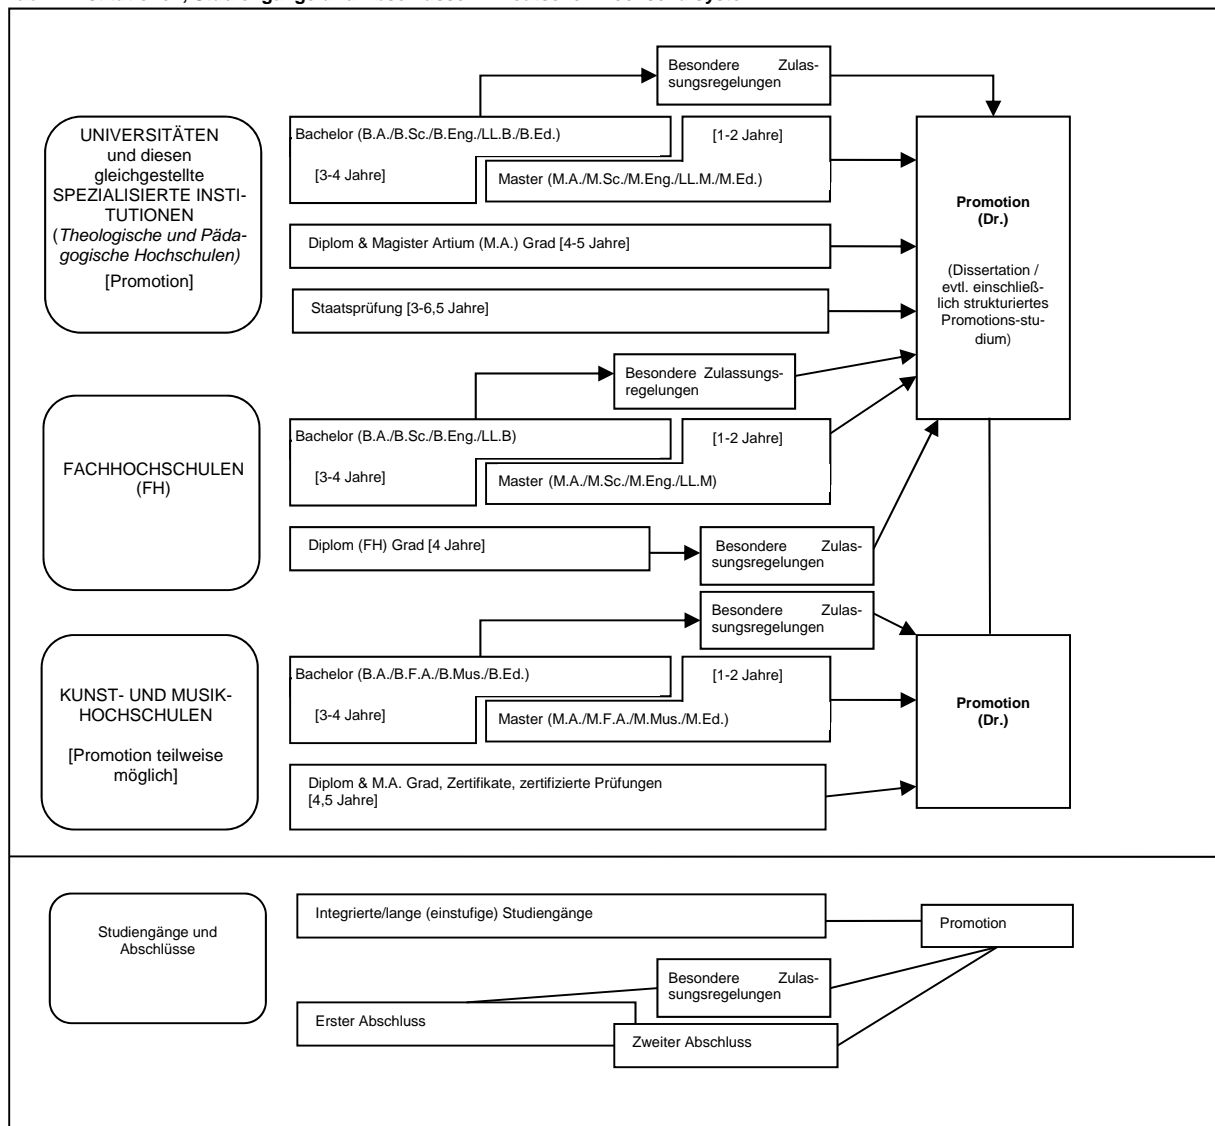 Besondere Zulas-
sungsregelungen
UNIVERSITÄTEN
und diesen
gleichgestellte
SPEZIALISIERTE INSTI-
TUTIONEN
(Theologische und Päda-
gogische Hochschulen)
[Promotion]
Bachelor (B.A./B.Sc./B.Eng./LL.B./B.Ed.)
[3-4 Jahre]
[1-2 Jahre]
Master (M.A./M.Sc./M.Eng./LL.M./M.Ed.)
Diplom & Magister Artium (M.A.) Grad [4-5 Jahre]
Staatsprüfung [3-6,5 Jahre]
Promotion
(Dr.)
(Dissertation /
evtl. einschließ-
lich strukturiertes
Promotions-stu-
dium)
Besondere Zulassungs-
regelungen
FACHHOCHSCHULEN
(FH)
Bachelor (B.A./B.Sc./B.Eng./LL.B)
[3-4 Jahre]
[1-2 Jahre]
Master (M.A./M.Sc./M.Eng./LL.M)
Diplom (FH) Grad [4 Jahre]
Besondere Zulas-
sungsregelungen
Besondere Zulas-
sungsregelungen
KUNST- UND MUSIK-
HOCHSCHULEN
[Promotion teilweise
möglich]
Bachelor (B.A./B.F.A./B.Mus./B.Ed.)
[3-4 Jahre]
[1-2 Jahre]
Master (M.A./M.F.A./M.Mus./M.Ed.)
Diplom & M.A. Grad, Zertifikate, zertifizierte Prüfungen
[4,5 Jahre]
Promotion
(Dr.)
Studiengänge und
Abschlüsse
Integrierte/lange (einstufige) Studiengänge
Promotion
Besondere Zulas-
sungsregelungen
Erster Abschluss
Zweiter Abschluss